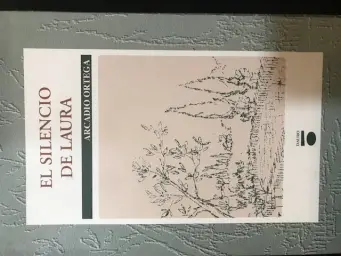 EL SILENCIO
DE LAURA
ARCADIO ORTEGA